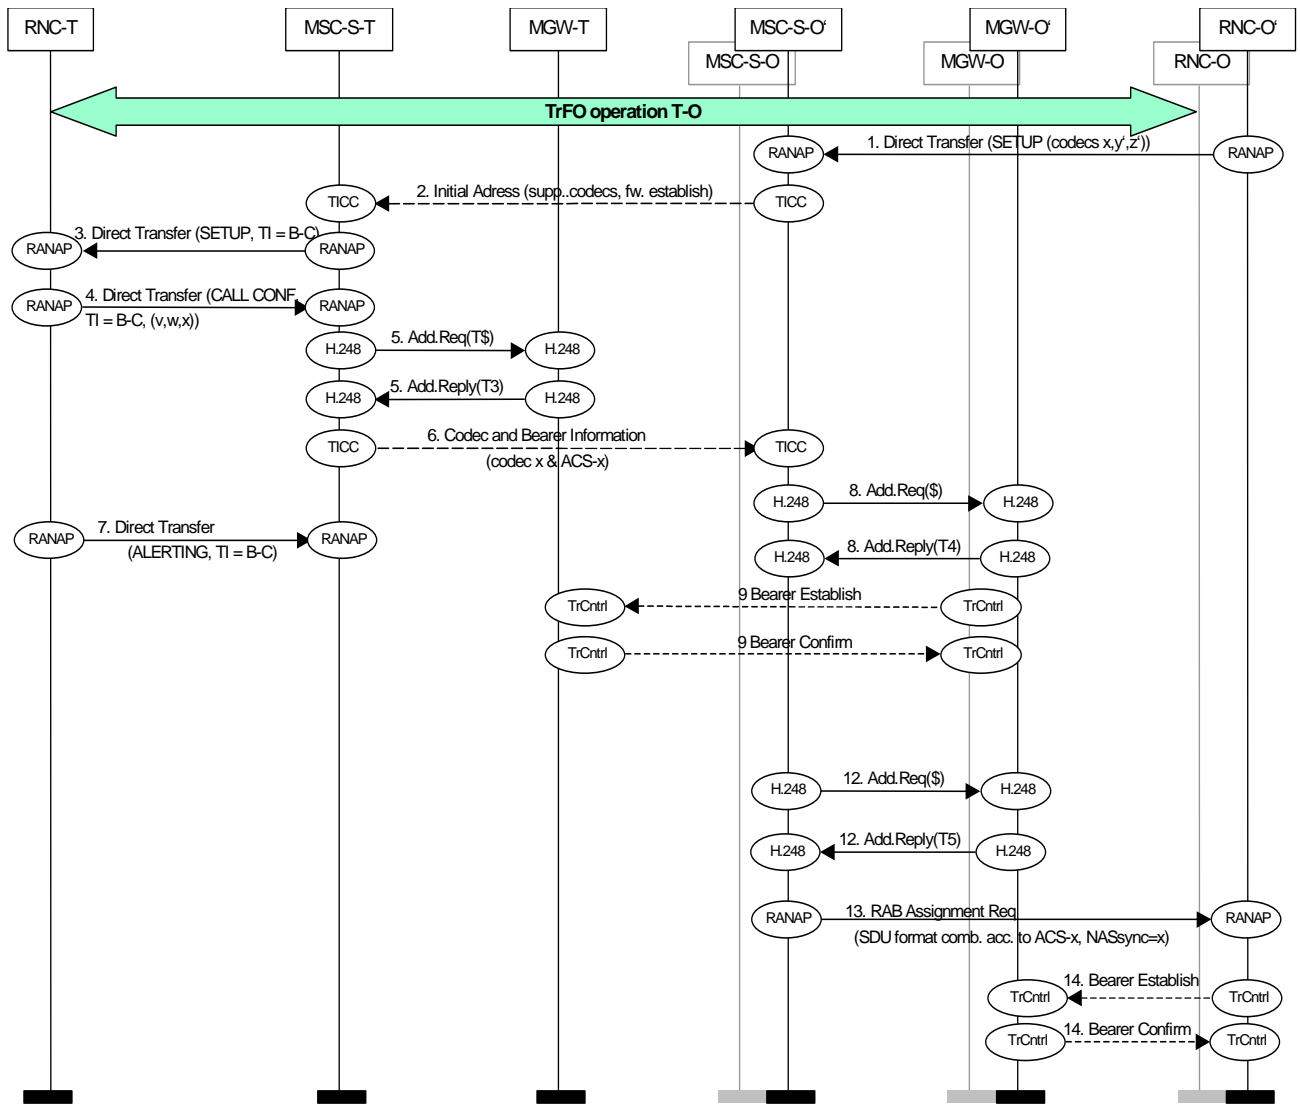 RNC-T
MSC-S-T
MGW-T
MSC-S-O‘
MGW-O‘
RNC-O‘
MSC-S-O
MGW-O
RNC-O
TrFO operation T-O
RANAP
1. Direct Transfer (SETUP (codecs x,y‘,z‘))
RANAP
TICC
2. Initial Adress (supp..codecs, fw. establish)
TICC
RANAP
3. Direct Transfer (SETUP, TI = B-C)
RANAP
RANAP
4. Direct Transfer (CALL CONF,
TI = B-C, (v,w,x))
RANAP
H.248
5. Add.Req(T$)
H.248
H.248
5. Add.Reply(T3)
H.248
TICC
6. Codec and Bearer Information
(codec x & ACS-x)
TICC
H.248
8. Add.Req($)
H.248
RANAP
7. Direct Transfer
(ALERTING, TI = B-C)
RANAP
H.248
8. Add.Reply(T4)
H.248
TrCntrl
9 Bearer Establish
TrCntrl
TrCntrl
9 Bearer Confirm
TrCntrl
H.248
12. Add.Req($)
H.248
H.248
12. Add.Reply(T5)
H.248
RANAP
13. RAB Assignment Req
(SDU format comb. acc. to ACS-x, NASsync=x)
RANAP
TrCntrl
14. Bearer Establish
TrCntrl
TrCntrl
14. Bearer Confirm
TrCntrl